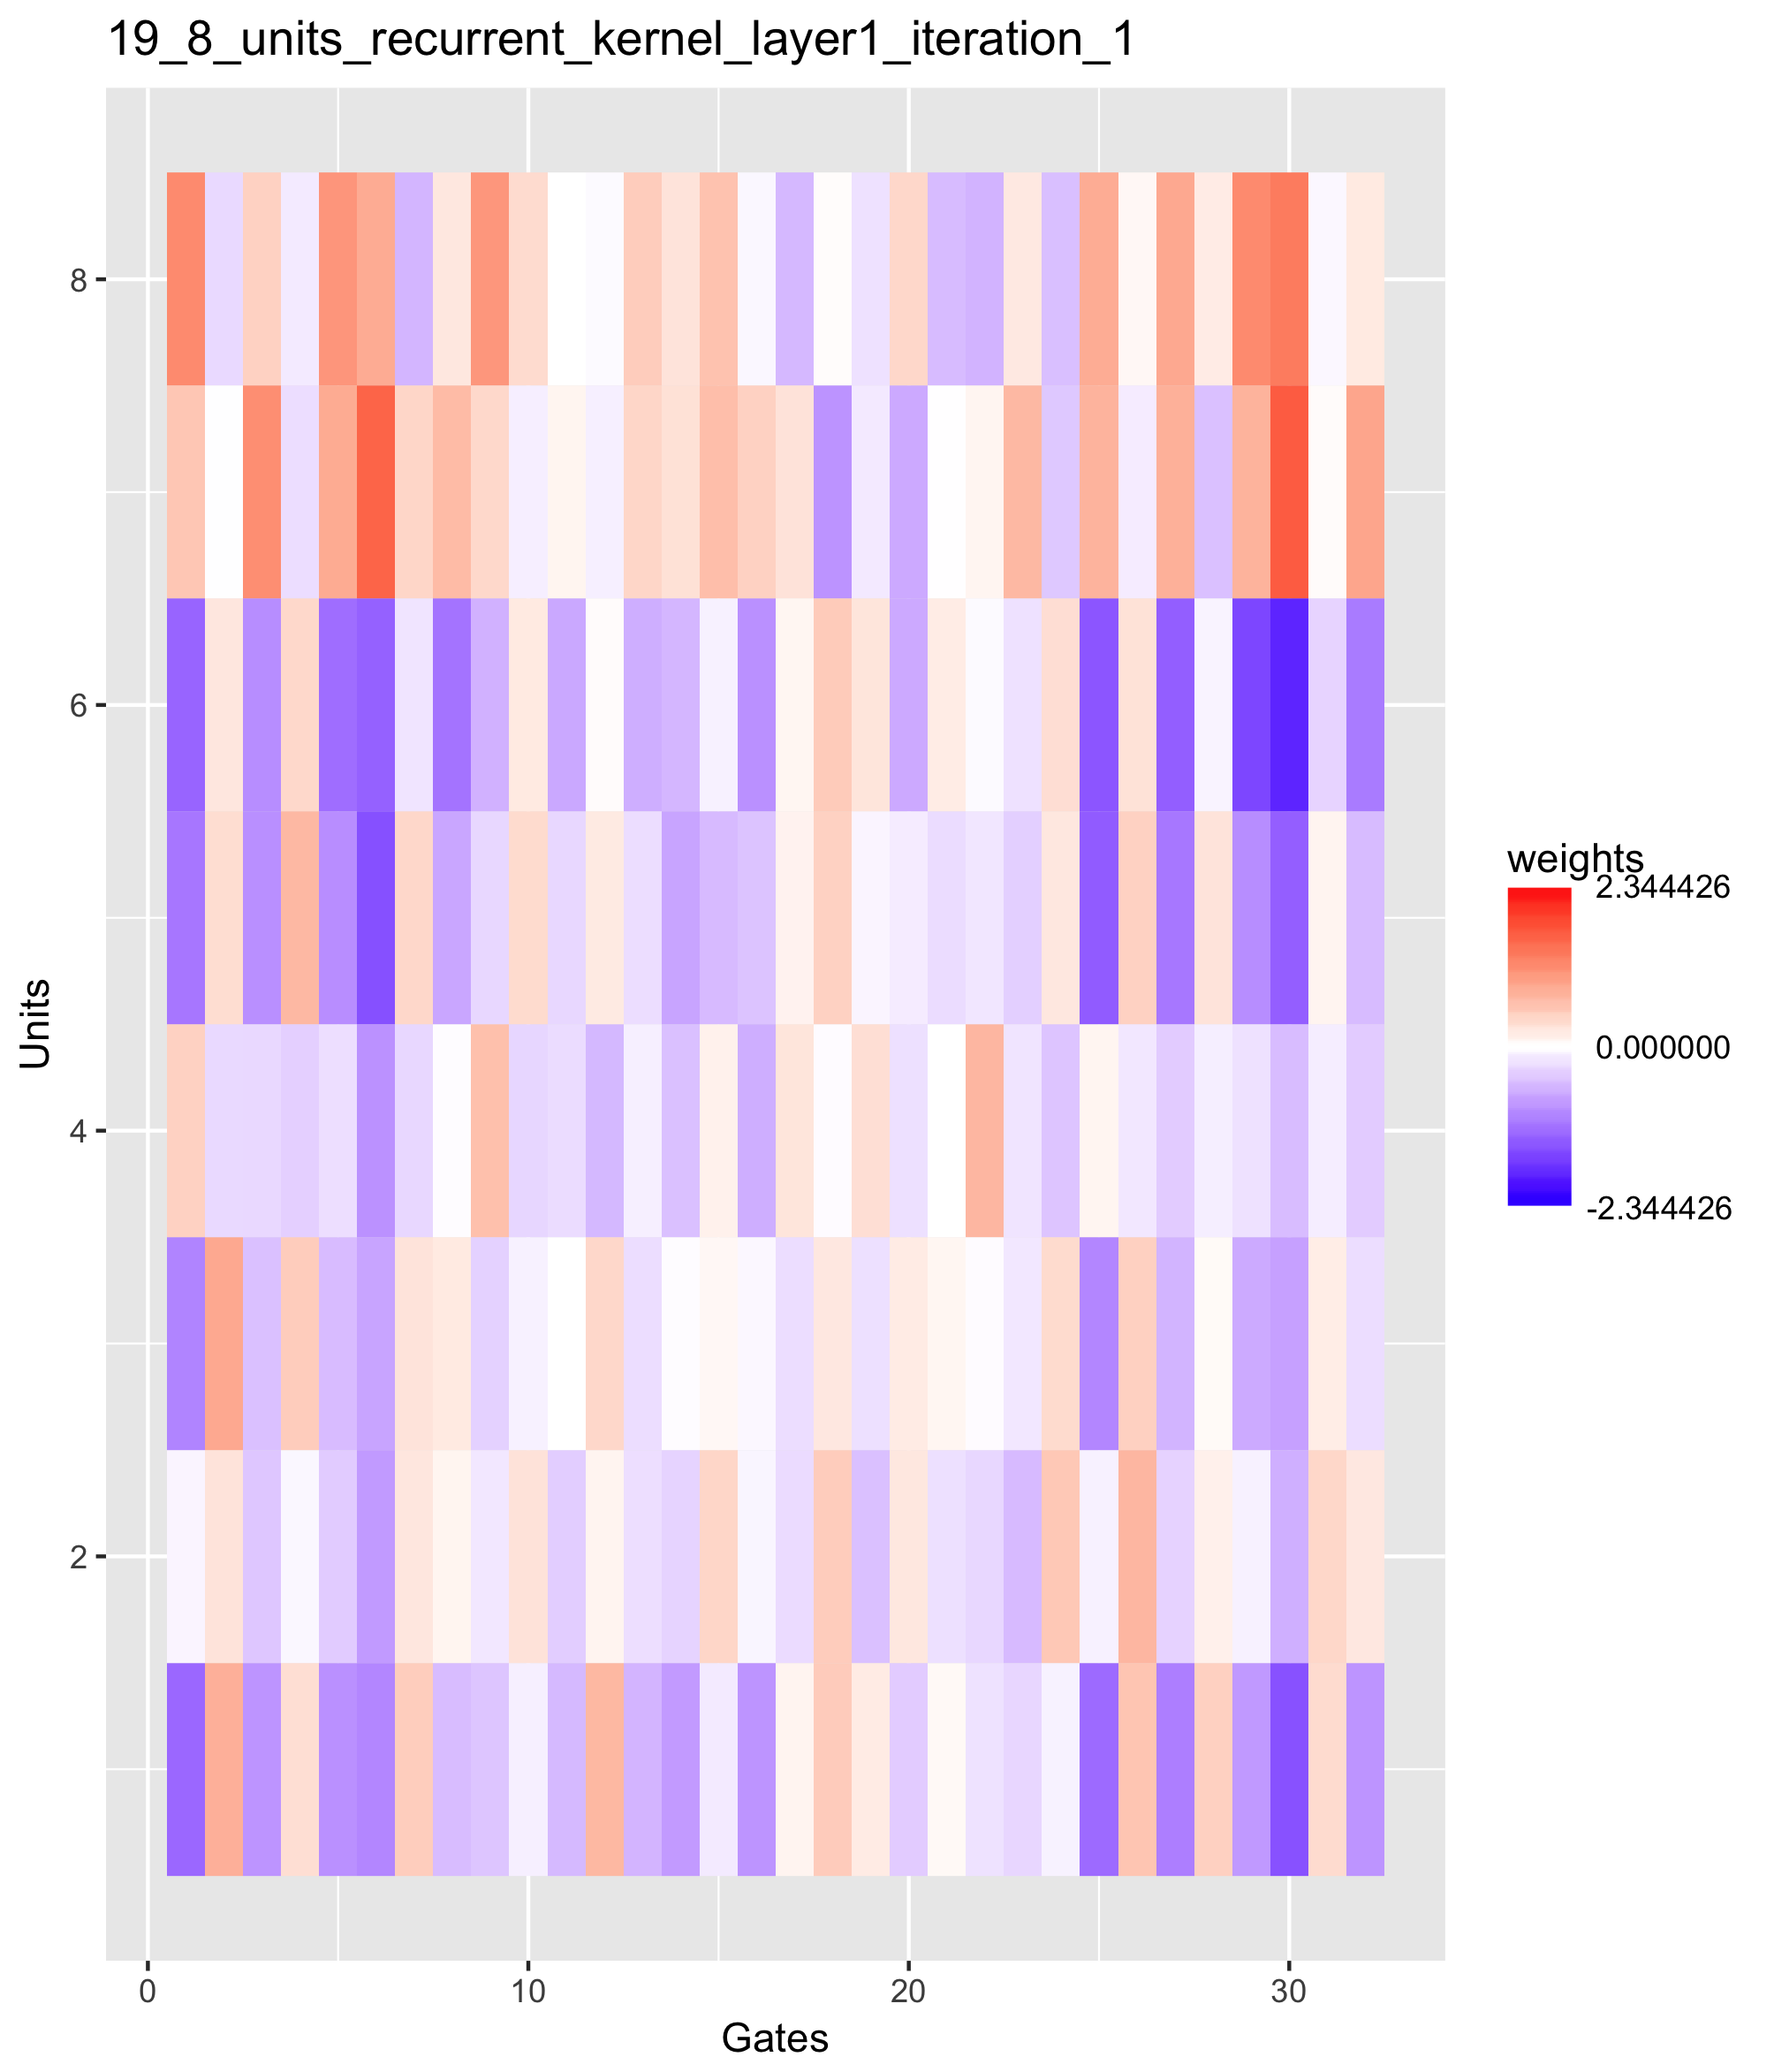 19_8_units_recurrent_kernel_layer1_iteration_1
8
6
4
2
Units
0 10 20 30
Gates
weights
2.344426
0.000000
-2.344426